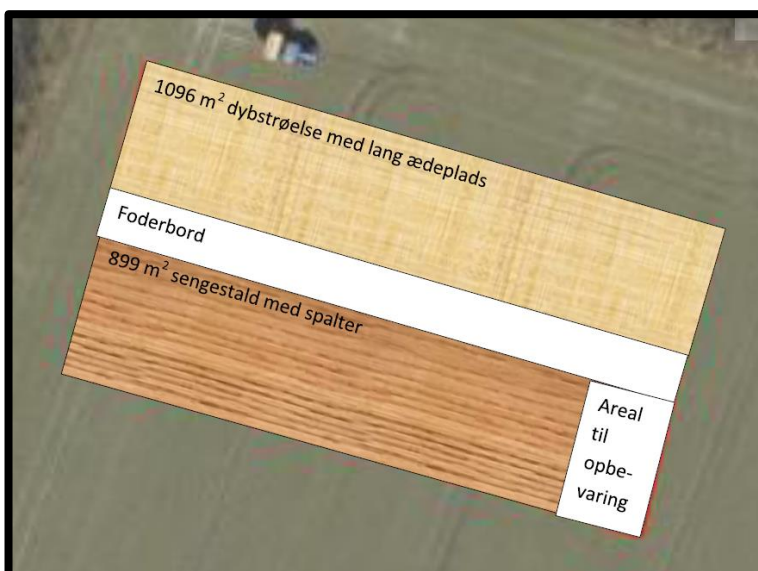 1096 m² dybstrøelse med lang ædeplads
Foderbord
899 m² sengestald med spalter
Areal
til
opbe-
varing